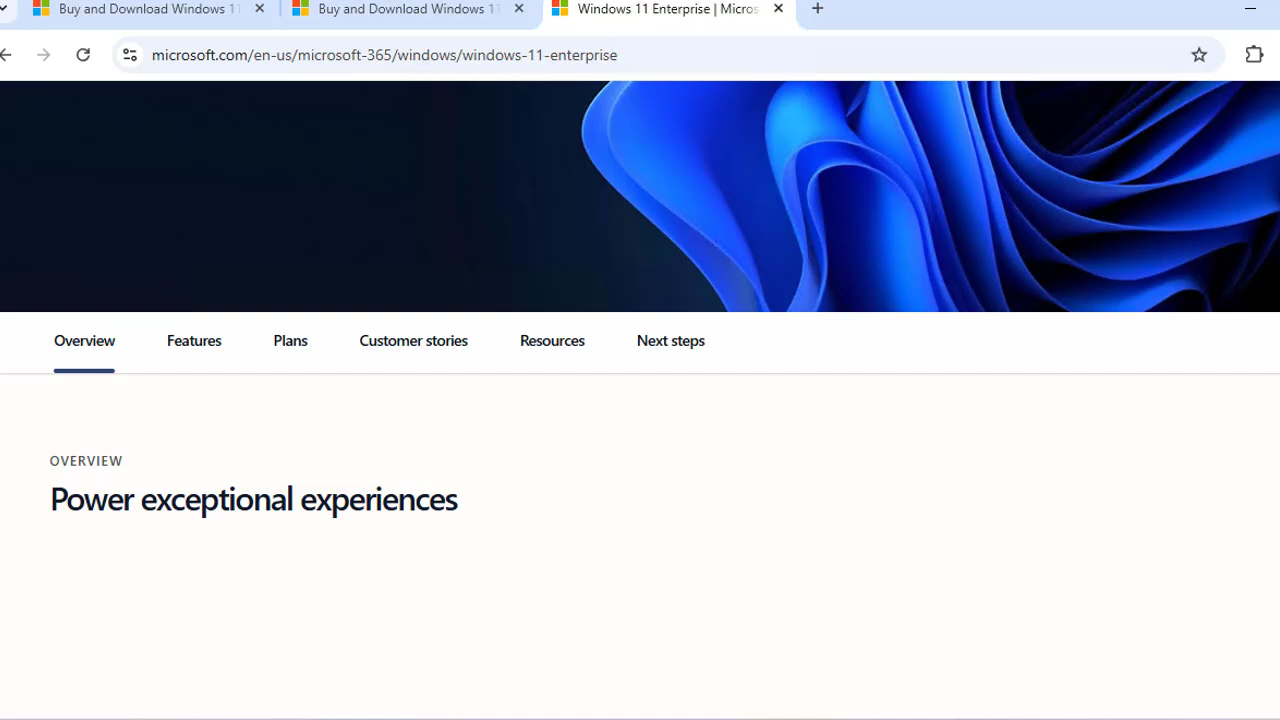 Buy and Download Windows 11
Buy and Download Windows 11
Windows 11 Enterprise | Micros
microsoft.com/en-us/microsoft-365/windows/windows-11-enterprise
Overview
Features
Plans
Customer stories
Resources
Next steps
OVERVIEW
Power exceptional experiences